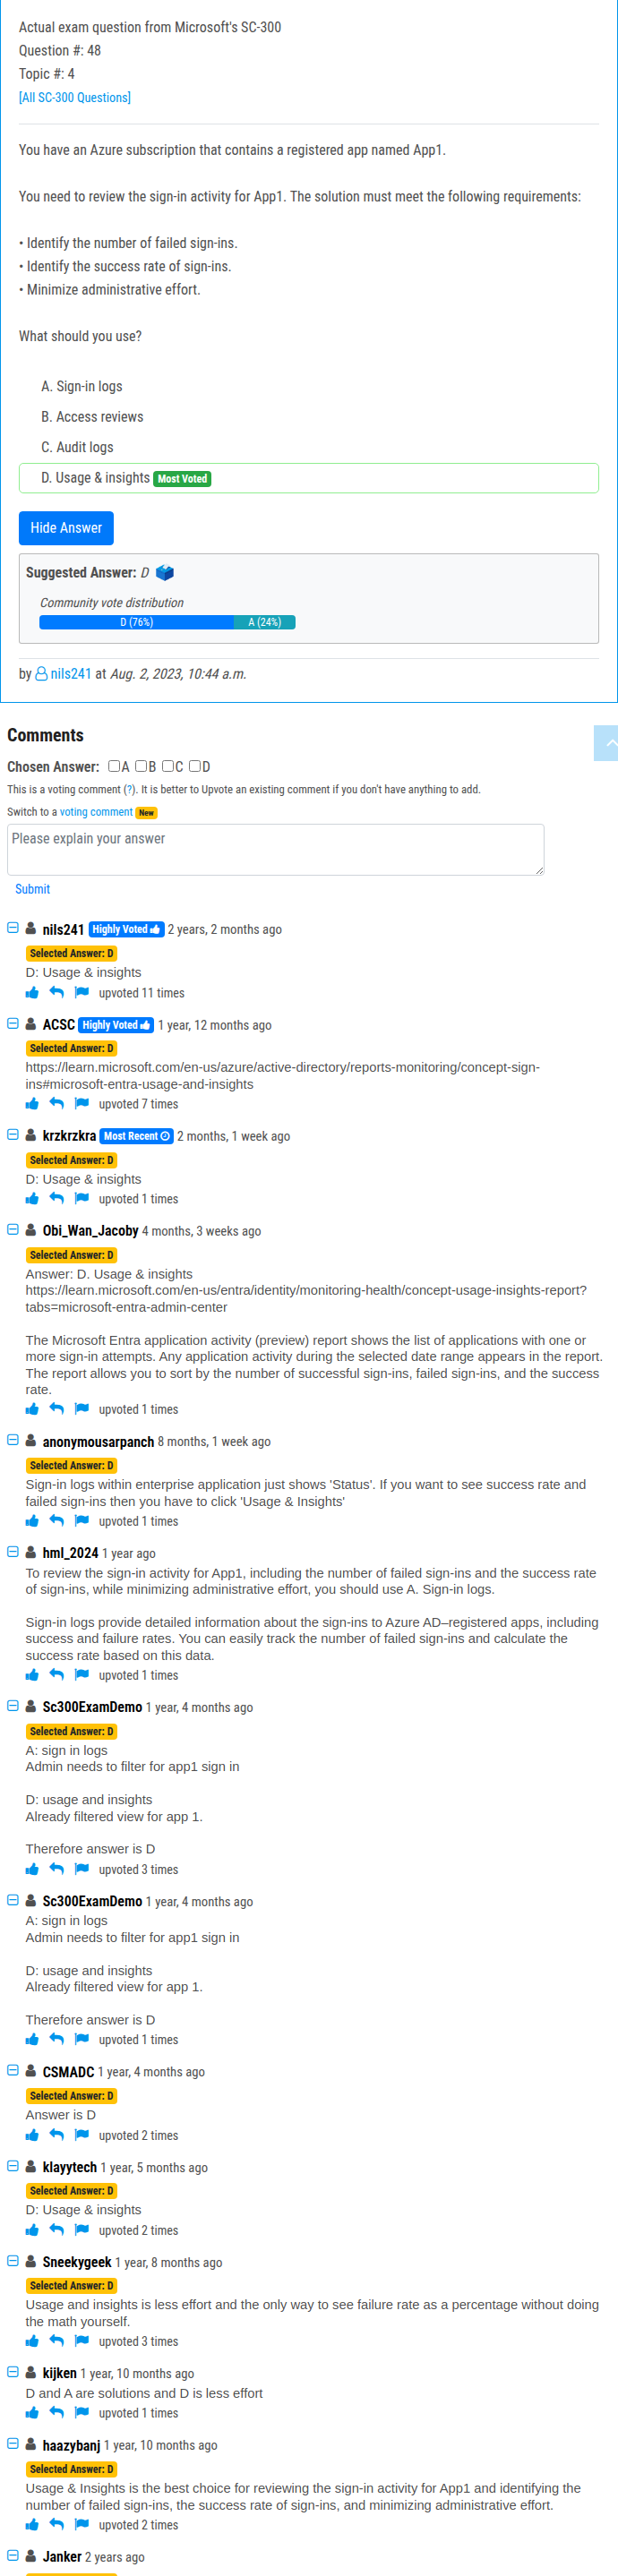 Actual exam question from Microsoft's SC-300
Question #: 48
Topic #: 4
[All SC-300 Questions]
You have an Azure subscription that contains a registered app named App1.
You need to review the sign-in activity for App1. The solution must meet the following requirements:
• Identify the number of failed sign-ins.
• Identify the success rate of sign-ins.
• Minimize administrative effort.
What should you use?
A. Sign-in logs
B. Access reviews
C. Audit logs
D. Usage & insights Most Voted
Hide Answer
Suggested Answer: D
Community vote distribution
D (76%) A (24%)
by nils241 at Aug. 2, 2023, 10:44 a.m.
Comments
Chosen Answer: A B C D
This is a voting comment (?). It is better to Upvote an existing comment if you don't have anything to add.
Switch to a voting comment New
Please explain your answer
Submit
nils241 Highly Voted 2 years, 2 months ago
Selected Answer: D
D: Usage & insights
upvoted 11 times
ACSC Highly Voted 1 year, 12 months ago
Selected Answer: D
https://learn.microsoft.com/en-us/azure/active-directory/reports-monitoring/concept-sign-
ins#microsoft-entra-usage-and-insights
upvoted 7 times
krzkrzkra Most Recent 2 months, 1 week ago
Selected Answer: D
D: Usage & insights
upvoted 1 times
Obi_Wan_Jacoby 4 months, 3 weeks ago
Selected Answer: D
Answer: D. Usage & insights
https://learn.microsoft.com/en-us/entra/identity/monitoring-health/concept-usage-insights-report?
tabs=microsoft-entra-admin-center
The Microsoft Entra application activity (preview) report shows the list of applications with one or
more sign-in attempts. Any application activity during the selected date range appears in the report.
The report allows you to sort by the number of successful sign-ins, failed sign-ins, and the success
rate.
upvoted 1 times
anonymousarpanch 8 months, 1 week ago
Selected Answer: D
Sign-in logs within enterprise application just shows 'Status'. If you want to see success rate and
failed sign-ins then you have to click 'Usage & Insights'
upvoted 1 times
hml_2024 1 year ago
To review the sign-in activity for App1, including the number of failed sign-ins and the success rate
of sign-ins, while minimizing administrative effort, you should use A. Sign-in logs.
Sign-in logs provide detailed information about the sign-ins to Azure AD–registered apps, including
success and failure rates. You can easily track the number of failed sign-ins and calculate the
success rate based on this data.
upvoted 1 times
Sc300ExamDemo 1 year, 4 months ago
Selected Answer: D
A: sign in logs
Admin needs to filter for app1 sign in
D: usage and insights
Already filtered view for app 1.
Therefore answer is D
upvoted 3 times
Sc300ExamDemo 1 year, 4 months ago
A: sign in logs
Admin needs to filter for app1 sign in
D: usage and insights
Already filtered view for app 1.
Therefore answer is D
upvoted 1 times
CSMADC 1 year, 4 months ago
Selected Answer: D
Answer is D
upvoted 2 times
klayytech 1 year, 5 months ago
Selected Answer: D
D: Usage & insights
upvoted 2 times
Sneekygeek 1 year, 8 months ago
Selected Answer: D
Usage and insights is less effort and the only way to see failure rate as a percentage without doing
the math yourself.
upvoted 3 times
kijken 1 year, 10 months ago
D and A are solutions and D is less effort
upvoted 1 times
haazybanj 1 year, 10 months ago
Selected Answer: D
Usage & Insights is the best choice for reviewing the sign-in activity for App1 and identifying the
number of failed sign-ins, the success rate of sign-ins, and minimizing administrative effort.
upvoted 2 times
Janker 2 years ago